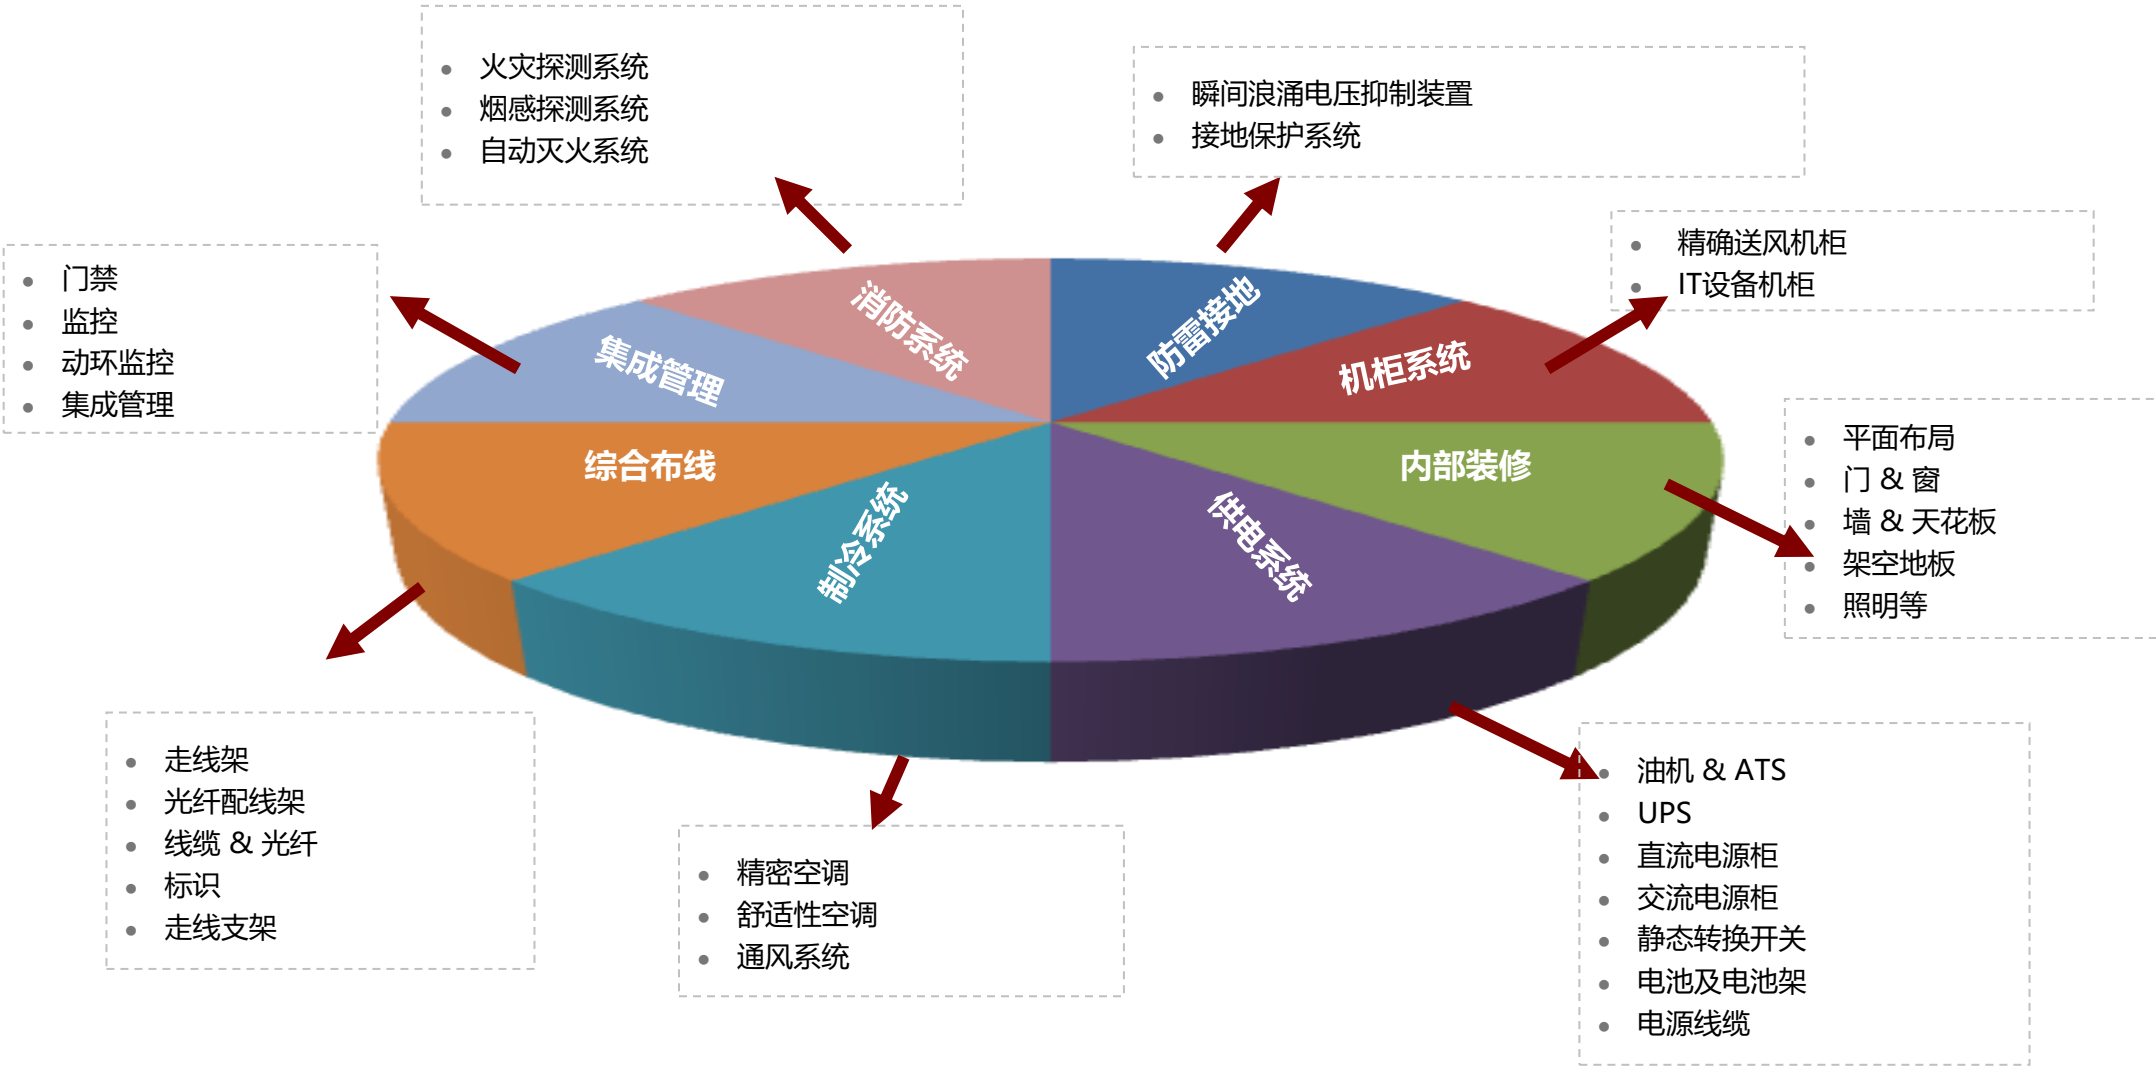 火灾探测系统
烟感探测系统
自动灭火系统
瞬间浪涌电压抑制装置
接地保护系统
精确送风机柜
IT设备机柜
门禁
监控
动环监控
集成管理
消防系统
防雷接地
集成管理
机柜系统
综合布线
内部装修
制冷系统
供电系统
平面布局
门 & 窗
墙 & 天花板
架空地板
照明等
走线架
光纤配线架
线缆 & 光纤
标识
走线支架
精密空调
舒适性空调
通风系统
油机 & ATS
UPS
直流电源柜
交流电源柜
静态转换开关
电池及电池架
电源线缆